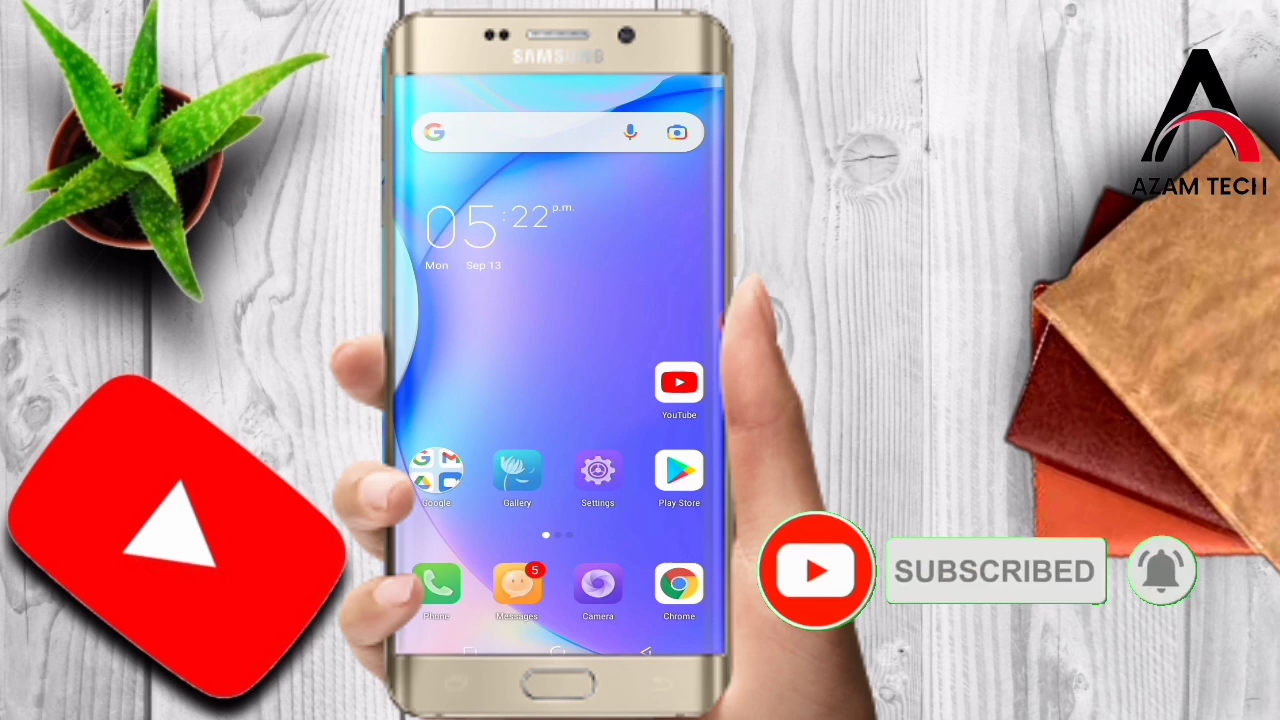 SAMSUNG
AZAM TECH
05:22 p.m.
Mon Sep 13
YouTube
Google
Gallery
Settings
Play Store
5
Phone
Messages
Camera
Chrome
SUBSCRIBED